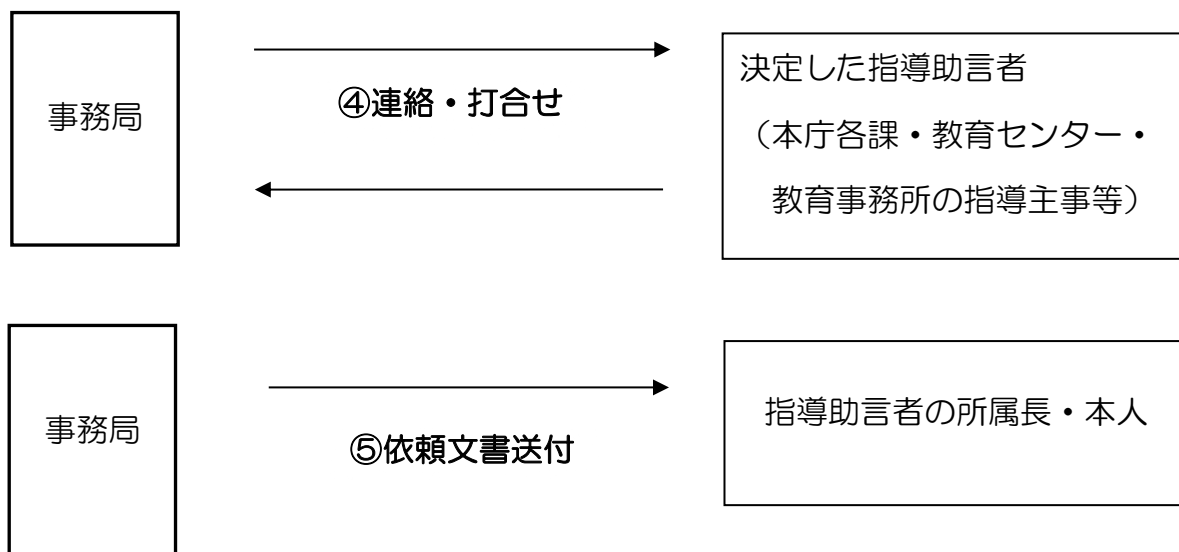 事務局
④連絡・打合せ
決定した指導助言者
（本庁各課・教育センター・
教育事務所の指導主事等）
事務局
⑤依頼文書送付
指導助言者の所属長・本人